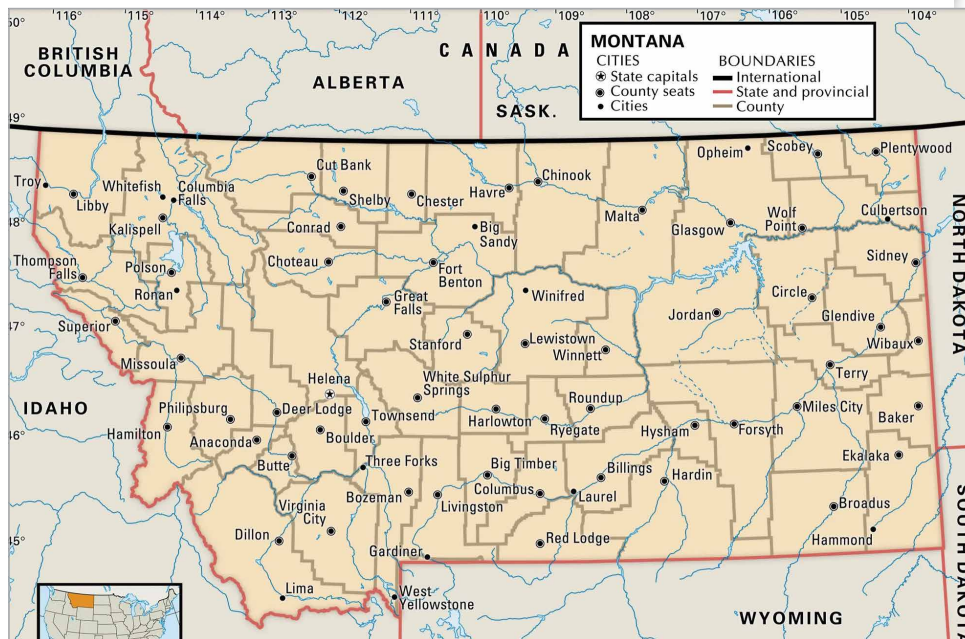 50°
115°
114°
113°
112°
111°
110°
109°
108°
107°
106°
105°
104°
BRITISH
COLUMBIA
ALBERTA
CANADA
SASK.
MONTANA
CITIES
State capitals
County seats
Cities
BOUNDARIES
International
State and provincial
County
49°
Troy
Libby
Whitefish
Columbia
Falls
Kalispell
Cut Bank
Shelby
Chester
Havre
Chinook
Malta
Opheim
Scobey
Plentywood
Glasgow
Wolf
Point
Culbertson
48°
Conrad
Big
Sandy
Thompson
Falls
Polson
Ronan
Choteau
Fort
Benton
Great
Falls
Winifred
Jordan
Circle
Sidney
Glendive
Wibaux
NORTH DAKOTA
47°
Superior
Missoula
Stanford
Lewistown
Winnett
Terry
IDAHO
Helena
White Sulphur
Springs
Philipsburg
Deer Lodge
Townsend
Harlowton
Ryegate
Roundup
Hysham
Forsyth
Miles City
Baker
46°
Hamilton
Anaconda
Boulder
Butte
Three Forks
Big Timber
Billings
Hardin
Ekalaka
Bozeman
Livingston
Columbus
Laurel
Broadus
Virginia
City
Dillon
Red Lodge
Hammond
45°
Gardiner
Lima
West
Yellowstone
WYOMING
SOUTH DAKOT